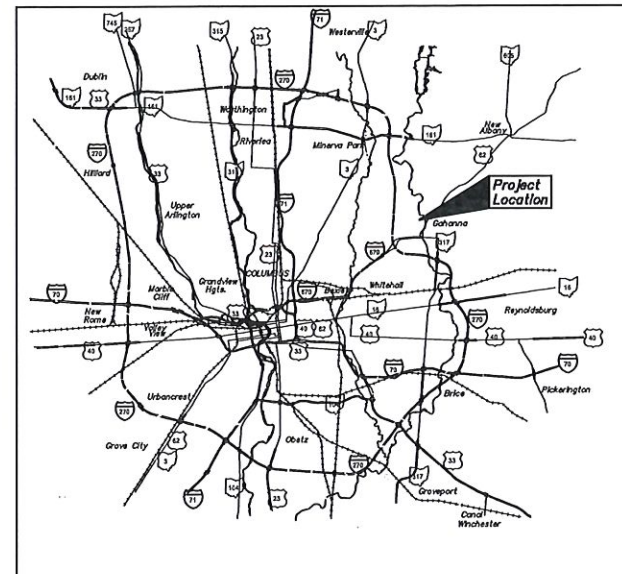 745
257
315
23
71
Westerville
3
605
Dublin
270
33
161
161
Worthington
Riverlea
Minerva Park
161
New
Albany
62
270
Hilliard
33
315
3
Upper
Arlington
71
Project
Location
Gahanna
317
23
670
COLUMBUS
Grandview
Hgts.
Marble
Cliff
70
670
Bexley
Whitehall
16
16
New
Rome
Valley
View
33
40
62
40
270
Reynoldsburg
40
33
40
40
70
70
Pickerington
Brice
270
Urbancrest
104
Grove City
62
3
Obetz
270
33
71
104
23
317
Groveport
Canal
Winchester